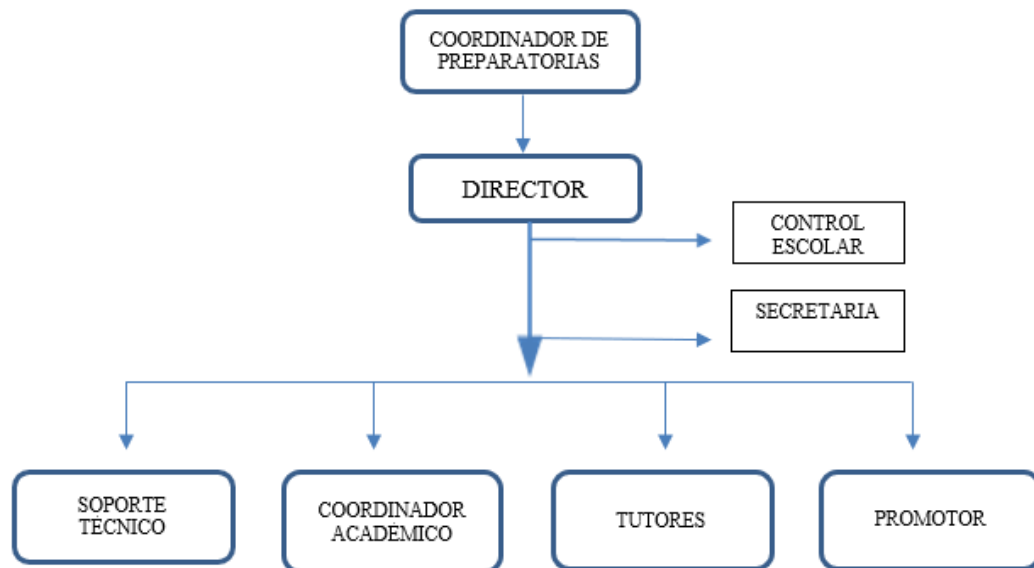 COORDINADOR DE
PREPARATORIAS
DIRECTOR
CONTROL
ESCOLAR
SECRETARIA
SOPORTE
TÉCNICO
COORDINADOR
ACADÉMICO
TUTORES
PROMOTOR